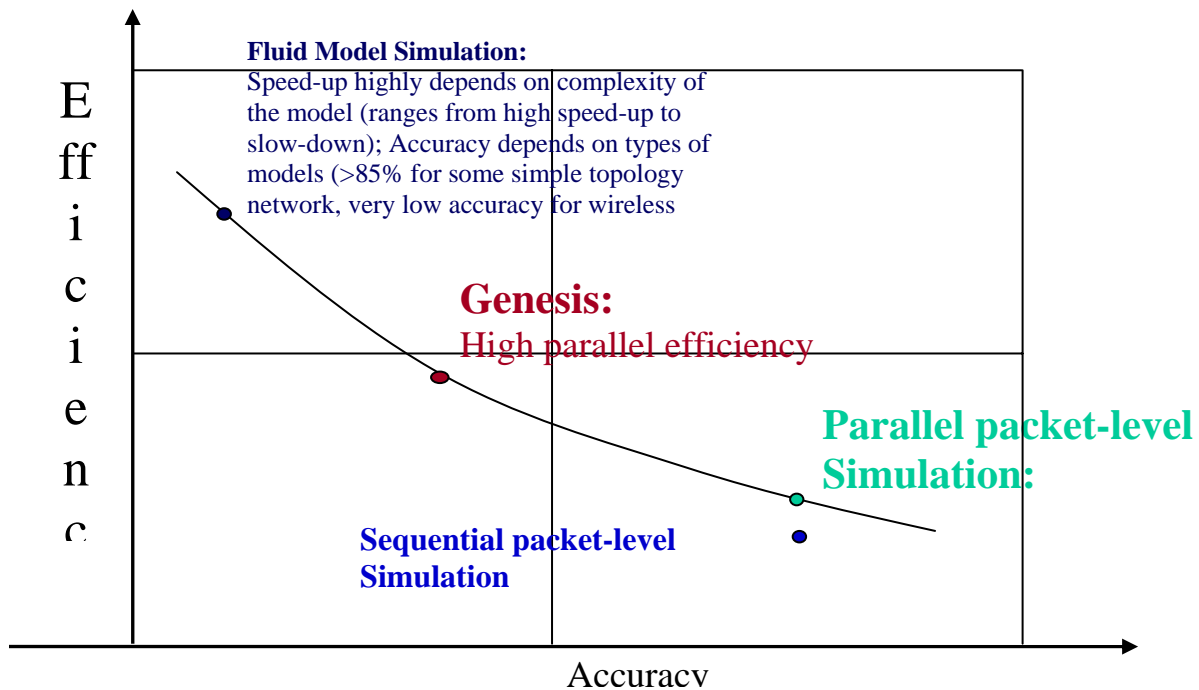 Fluid Model Simulation:
Speed-up highly depends on complexity of
the model (ranges from high speed-up to
slow-down); Accuracy depends on types of
models (>85% for some simple topology
network, very low accuracy for wireless
E
ff
i
c
i
e
n
c
Genesis:
High parallel efficiency
Parallel packet-level
Simulation:
Sequential packet-level
Simulation
Accuracy